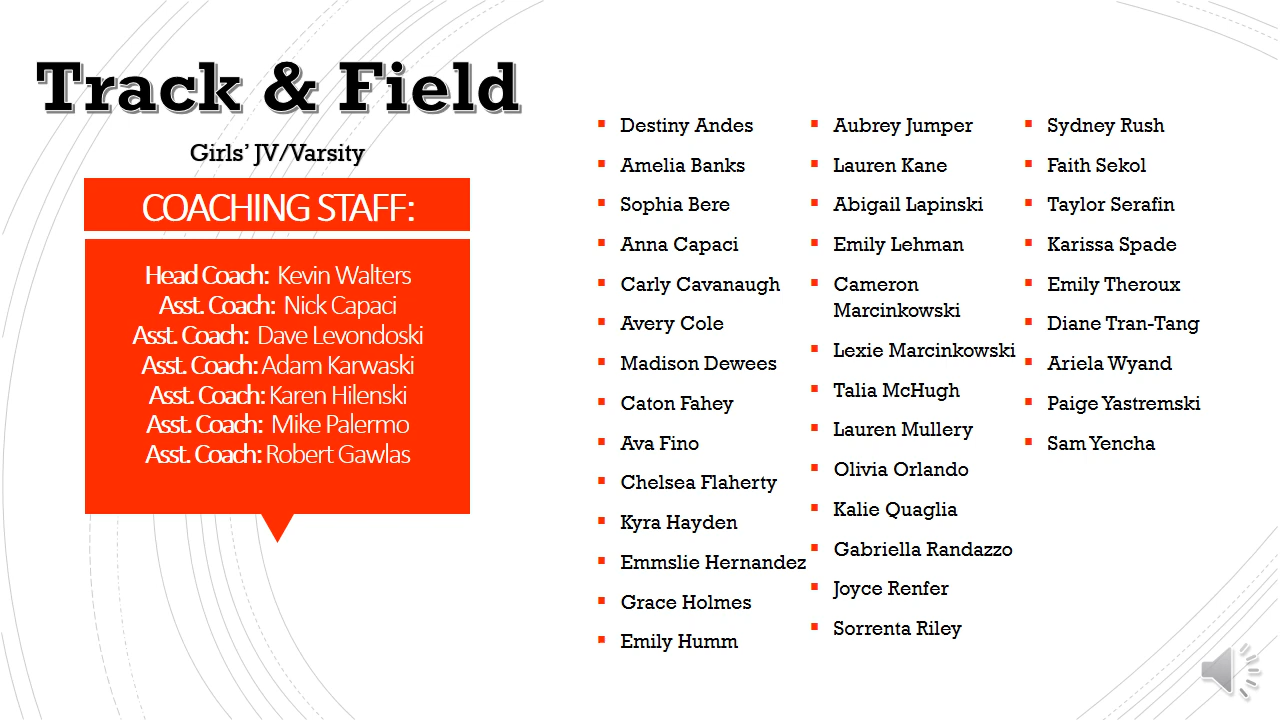 Track & Field
Girls’ JV/Varsity
COACHING STAFF:
Head Coach: Kevin Walters
Asst. Coach: Nick Capaci
Asst. Coach: Dave Levondoski
Asst. Coach: Adam Karwaski
Asst. Coach: Karen Hilenski
Asst. Coach: Mike Palermo
Asst. Coach: Robert Gawlas
Destiny Andes
Amelia Banks
Sophia Bere
Anna Capaci
Carly Cavanaugh
Avery Cole
Madison Dewees
Caton Fahey
Ava Fino
Chelsea Flaherty
Kyra Hayden
Emmslie Hernandez
Grace Holmes
Emily Humm
Aubrey Jumper
Lauren Kane
Abigail Lapinski
Emily Lehman
Cameron
Marcinkowski
Lexie Marcinkowski
Talia McHugh
Lauren Mullery
Olivia Orlando
Kalie Quaglia
Gabriella Randazzo
Joyce Renfer
Sorrenta Riley
Sydney Rush
Faith Sekol
Taylor Serafin
Karissa Spade
Emily Theroux
Diane Tran-Tang
Ariela Wyand
Paige Yastremski
Sam Yencha